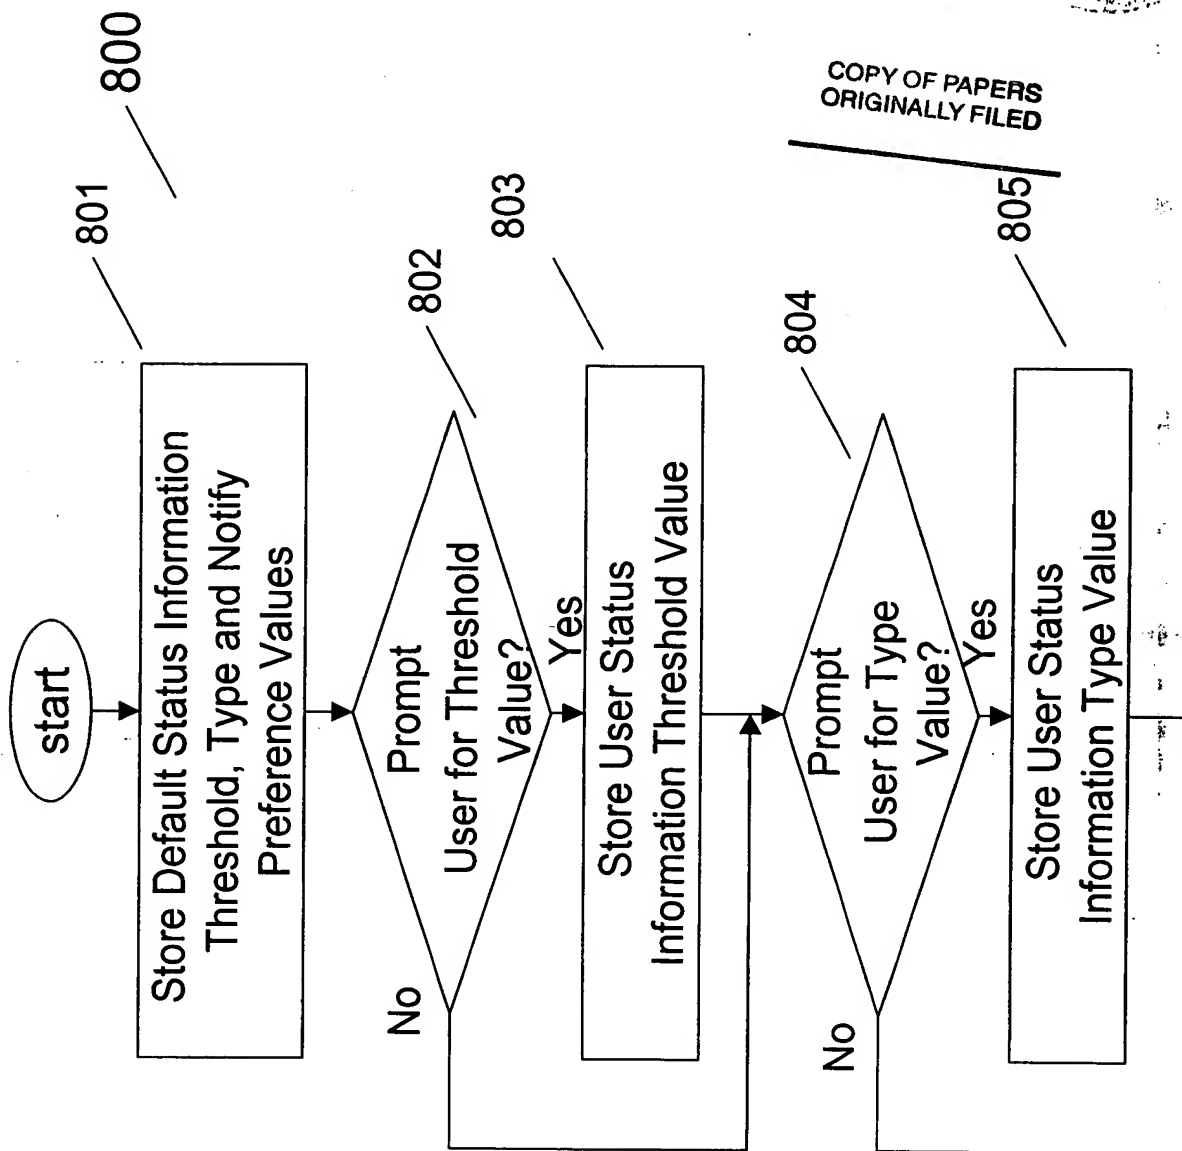 800
start
801
Store Default Status Information
Threshold, Type and Notify
Preference Values
802
Prompt
User for Threshold
Value?
No
Yes
803
Store User Status
Information Threshold Value
804
Prompt
User for Type
Value?
No
Yes
805
Store User Status
Information Type Value
COPY OF PAPERS
ORIGINALLY FILED